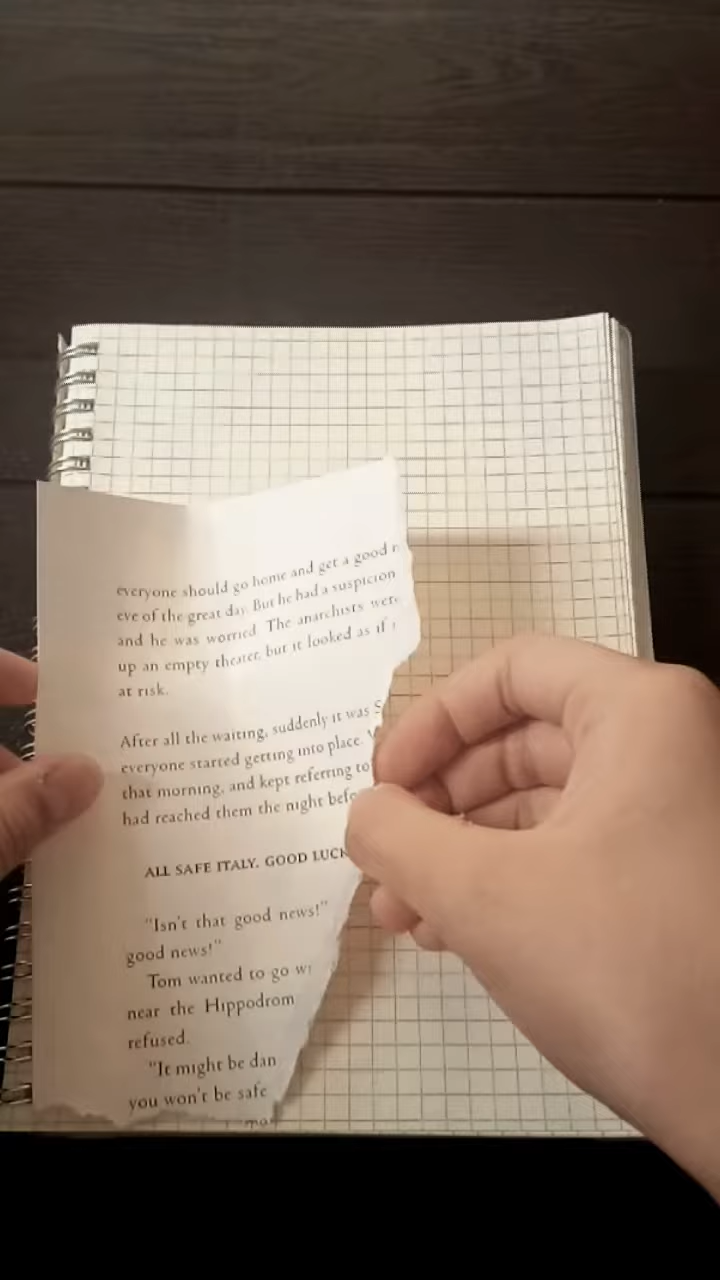 everyone should go home and get a good
eve of the great day. But he had a suspicion
and he was worried. The anarchists were
up an empty theater, but it looked as if
at risk.
After all the waiting, suddenly it was S
everyone started getting into place.
that morning, and kept referring to
had reached them the night befo
ALL SAFE ITALY. GOOD LUCK
"Isn't that good news!"
good news!"
Tom wanted to go
near the Hippodrom
refused.
"It might be dan
you won't be safe